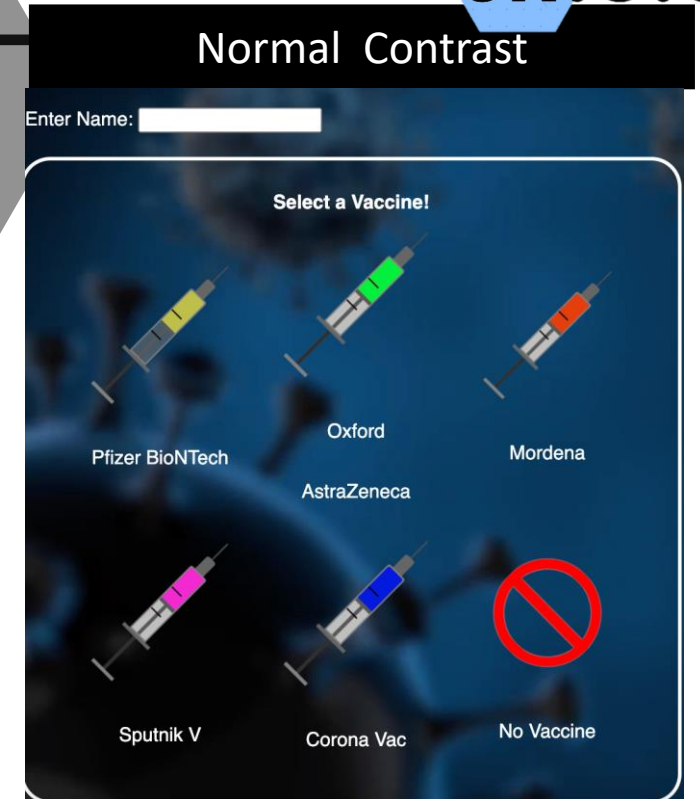 Normal Contrast
Enter Name:
Select a Vaccine!
Pfizer BioNTech
Oxford
AstraZeneca
Mordena
Sputnik V
Corona Vac
No Vaccine